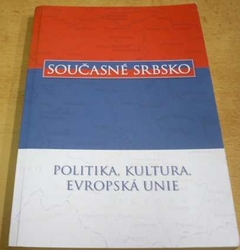 SOUČASNÉ SRBSKO
POLITIKA, KULTURA,
EVROPSKÁ UNIE